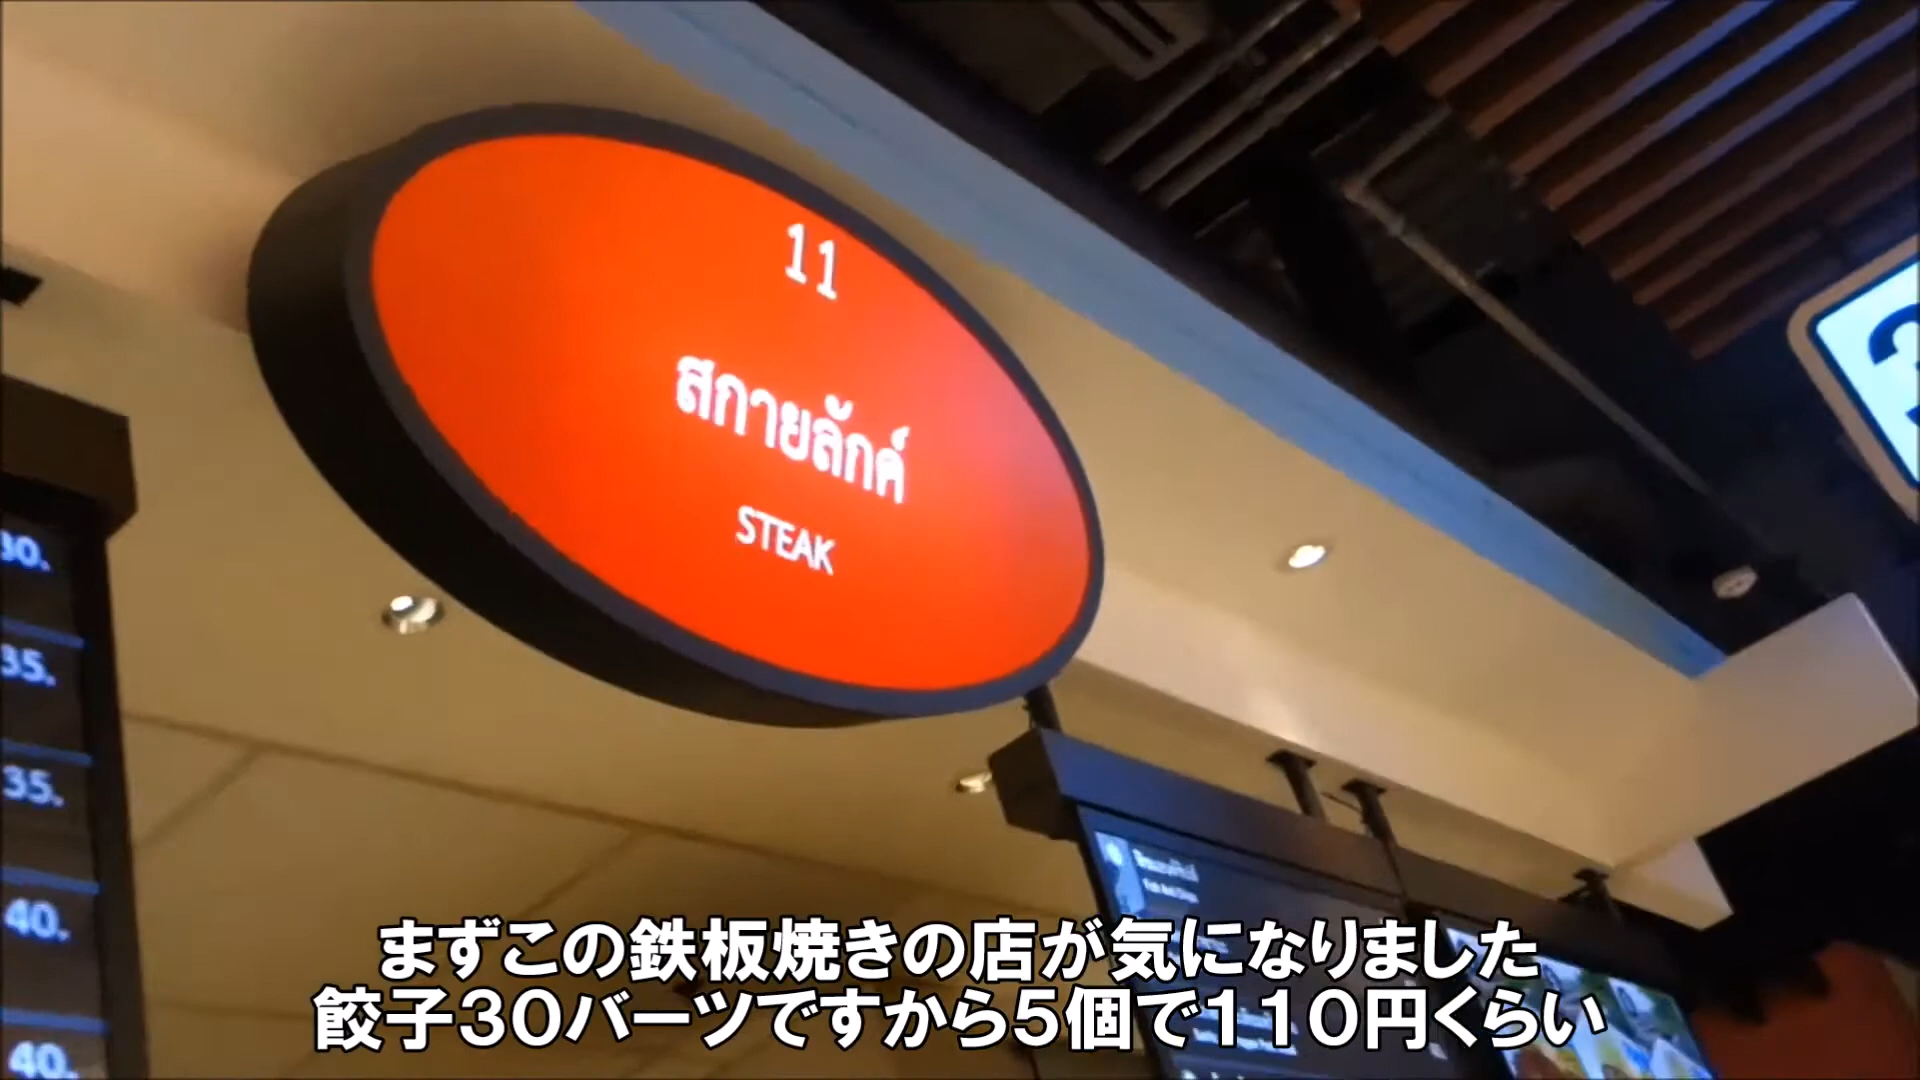 11
สกายลักค์
STEAK
30.
35.
35.
40.
40.
まずこの鉄板焼きの店が気になりました
餃子30バーツですから5個で110円くらい